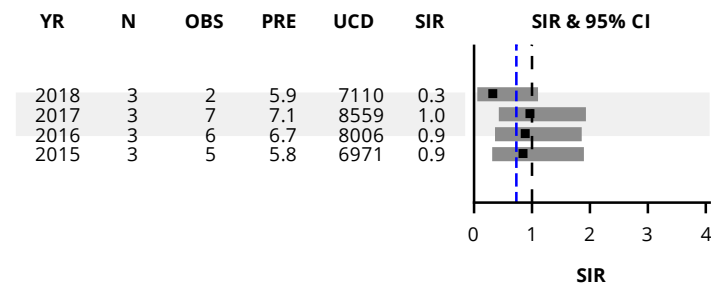 YR N OBS PRE UCD SIR SIR & 95% CI
2018 3 2 5.9 7110 0.3
2017 3 7 7.1 8559 1.0
2016 3 6 6.7 8006 0.9
2015 3 5 5.8 6971 0.9
0 1 2 3 4
SIR